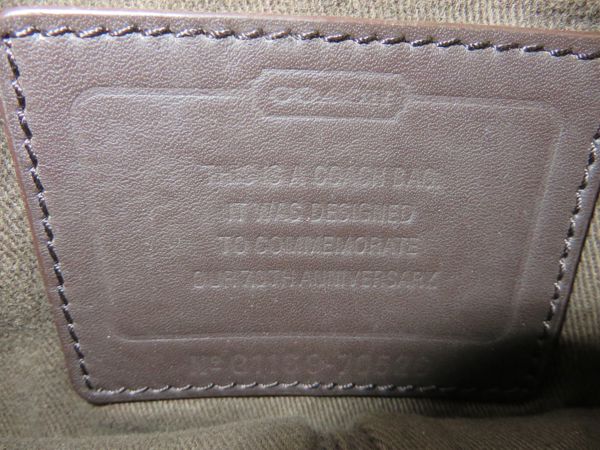 COACH
THIS IS A COACH BAG.
IT WAS DESIGNED
TO COMMEMORATE
OUR 70TH ANNIVERSARY